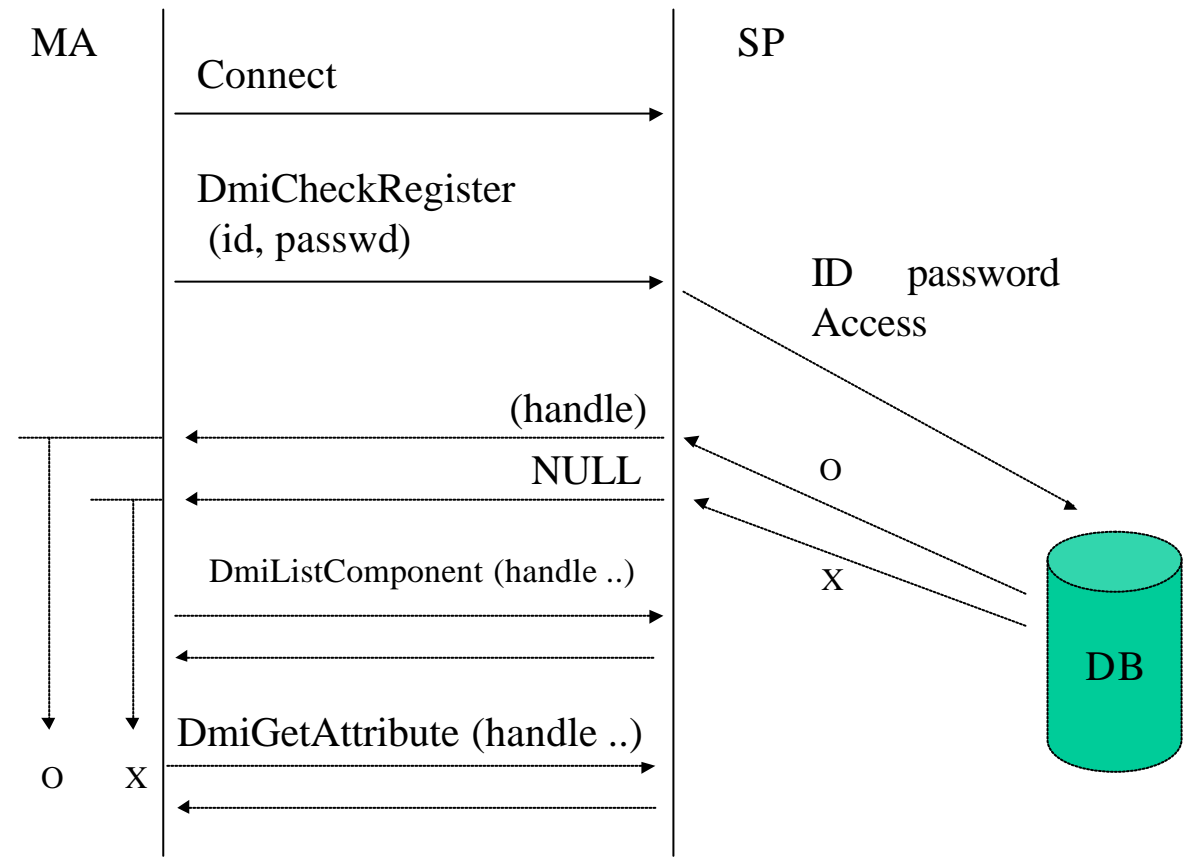 MA
SP
Connect
DmiCheckRegister
(id, passwd)
ID password
Access
(handle)
NULL
O
X
DmiListComponent (handle ..)
DB
DmiGetAttribute (handle ..)
O X